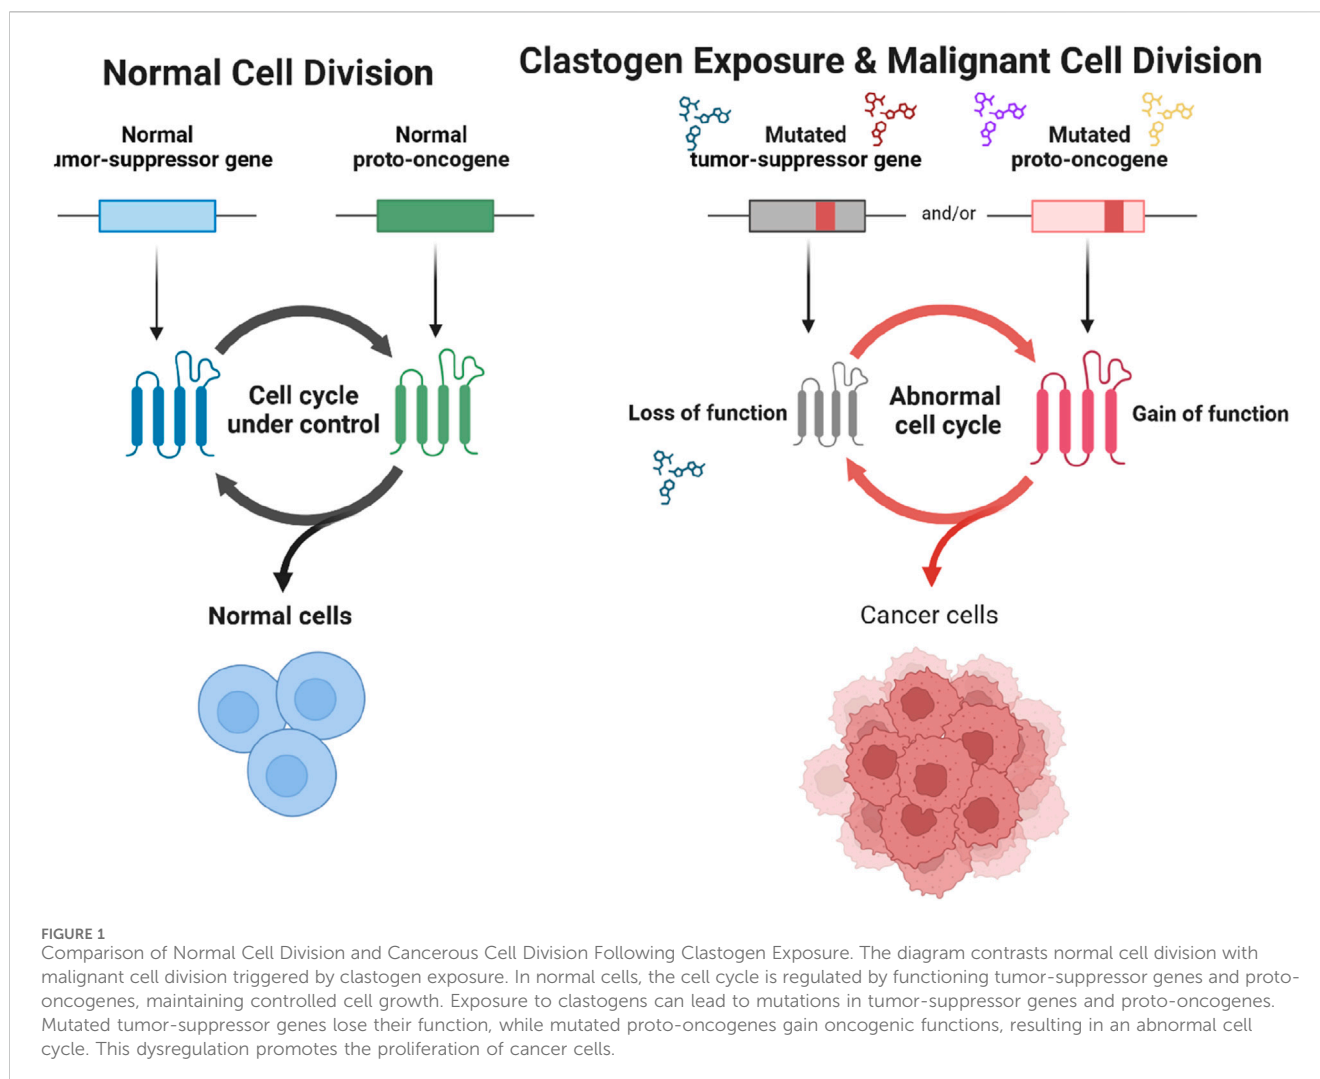 Normal Cell Division
Clastogen Exposure & Malignant Cell Division
Normal
umor-suppressor gene
Normal
proto-oncogene
Mutated
tumor-suppressor gene
Mutated
proto-oncogene
and/or
Cell cycle
under control
Loss of function
Abnormal
cell cycle
Gain of function
Normal cells
Cancer cells
FIGURE 1
Comparison of Normal Cell Division and Cancerous Cell Division Following Clastogen Exposure. The diagram contrasts normal cell division with
malignant cell division triggered by clastogen exposure. In normal cells, the cell cycle is regulated by functioning tumor-suppressor genes and proto-
oncogenes, maintaining controlled cell growth. Exposure to clastogens can lead to mutations in tumor-suppressor genes and proto-oncogenes.
Mutated tumor-suppressor genes lose their function, while mutated proto-oncogenes gain oncogenic functions, resulting in an abnormal cell
cycle. This dysregulation promotes the proliferation of cancer cells.